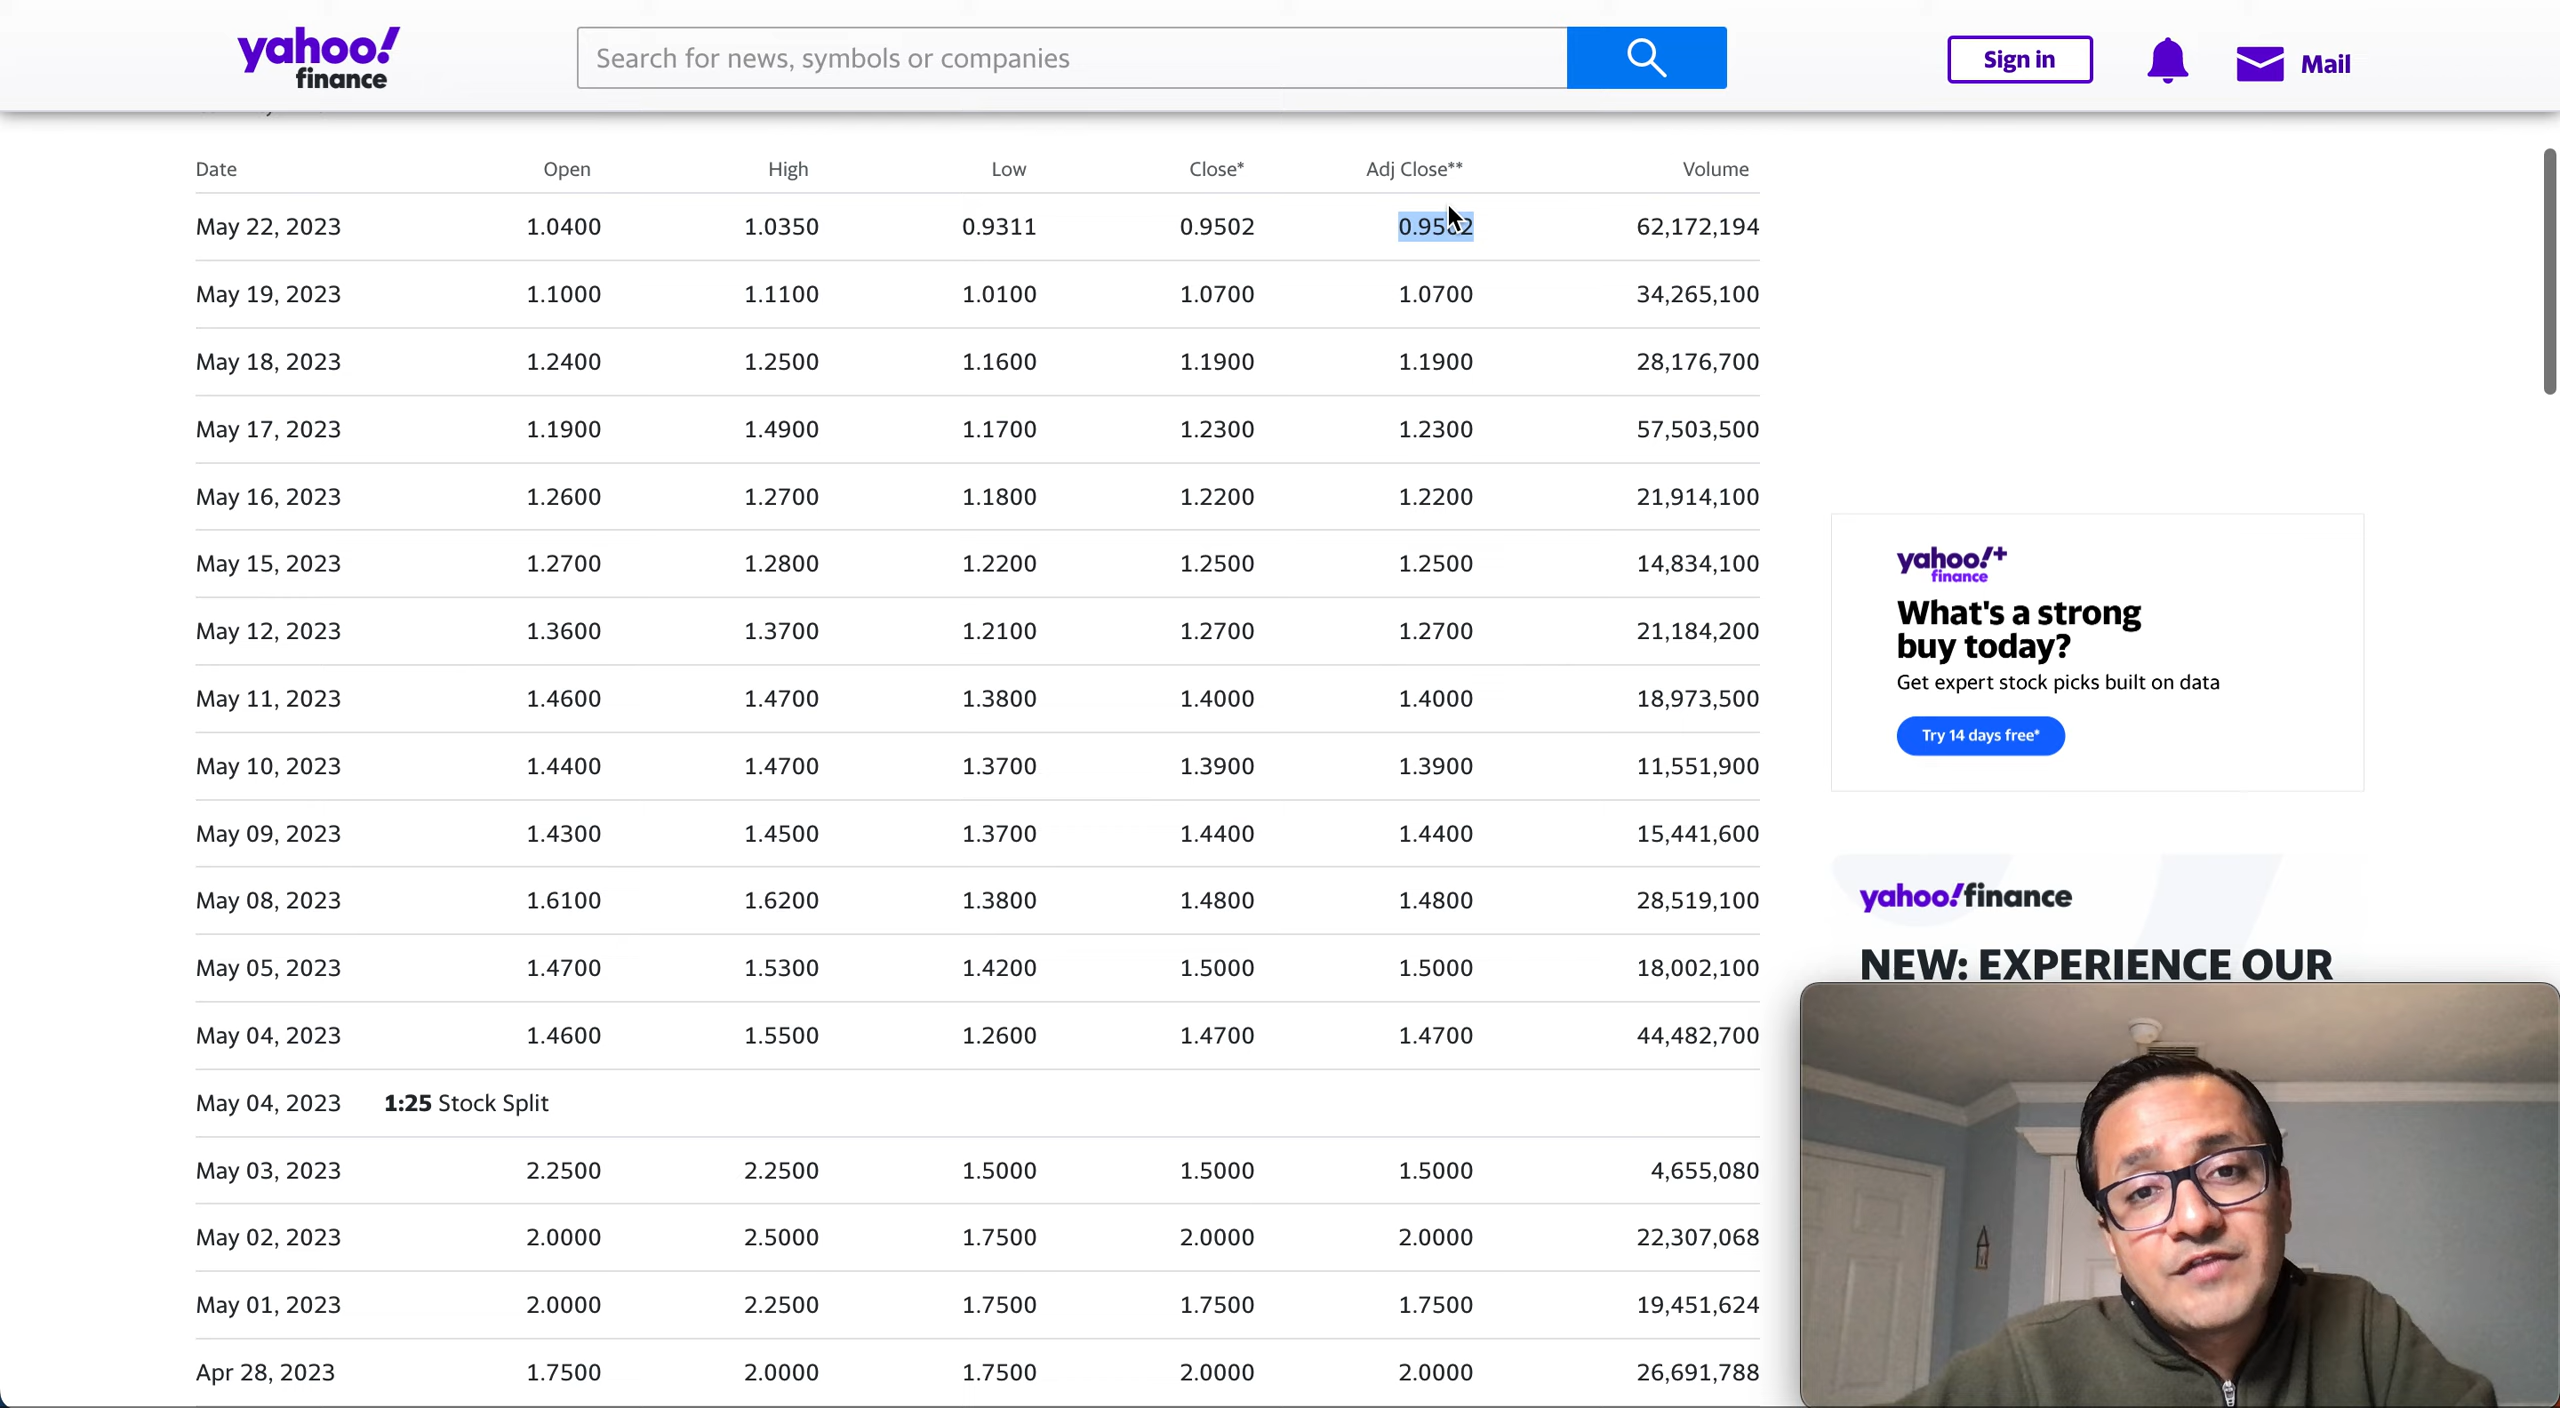 yahoo!
finance
Search for news, symbols or companies
Sign in
Mail
Date Open High Low Close* Adj Close** Volume
May 22, 2023 1.0400 1.0350 0.9311 0.9502 62,172,194
May 19, 2023 1.1000 1.1100 1.0100 1.0700 1.0700 34,265,100
May 18, 2023 1.2400 1.2500 1.1600 1.1900 1.1900 28,176,700
May 17, 2023 1.1900 1.4900 1.1700 1.2300 1.2300 57,503,500
May 16, 2023 1.2600 1.2700 1.1800 1.2200 1.2200 21,914,100
May 15, 2023 1.2700 1.2800 1.2200 1.2500 1.2500 14,834,100
May 12, 2023 1.3600 1.3700 1.2100 1.2700 1.2700 21,184,200
May 11, 2023 1.4600 1.4700 1.3800 1.4000 1.4000 18,973,500
May 10, 2023 1.4400 1.4700 1.3700 1.3900 1.3900 11,551,900
May 09, 2023 1.4300 1.4500 1.3700 1.4400 1.4400 15,441,600
May 08, 2023 1.6100 1.6200 1.3800 1.4800 1.4800 28,519,100
May 05, 2023 1.4700 1.5300 1.4200 1.5000 1.5000 18,002,100
May 04, 2023 1.4600 1.5500 1.2600 1.4700 1.4700 44,482,700
May 04, 2023 1:25 Stock Split
May 03, 2023 2.2500 2.2500 1.5000 1.5000 1.5000 4,655,080
May 02, 2023 2.0000 2.5000 1.7500 2.0000 2.0000 22,307,068
May 01, 2023 2.0000 2.2500 1.7500 1.7500 1.7500 19,451,624
Apr 28, 2023 1.7500 2.0000 1.7500 2.0000 2.0000 26,691,788
yahoo!+
finance
What's a strong
buy today?
Get expert stock picks built on data
Try 14 days free*
yahoo!finance
NEW: EXPERIENCE OUR